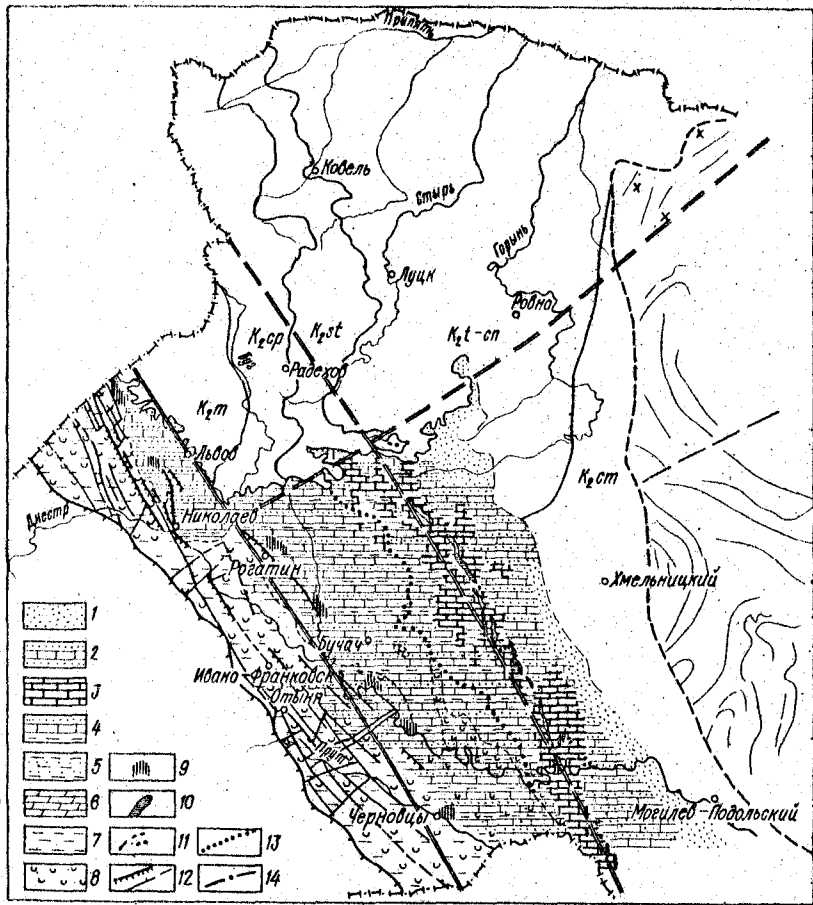 Припять
Ковель
Стырь
Горынь
Луцк
Ровно
K₂cp
K₂st
K₂t-cn
Буг
Радехов
K₂m
Львов
K₂cm
Днестр
Николаев
Рогатин
Хмельницкий
Бучач
Ивано-Франковск
Отыня
Прут
Черновцы
Могилев-Подольский
1
2
3
4
5
6
7
8
9
10
11
12
13
14